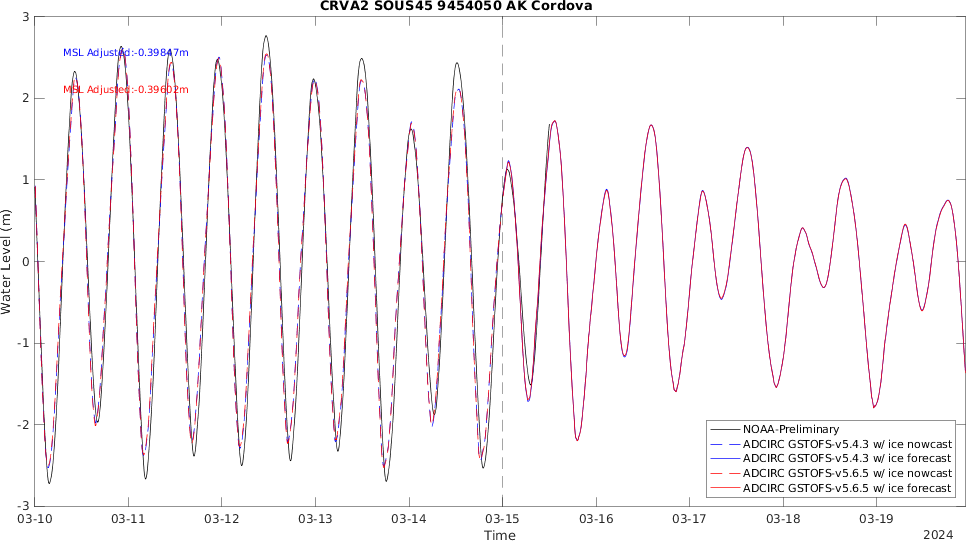 CRVA2 SOUS45 9454050 AK Cordova
3
MSL Adjusted:-0.39847m
MSL Adjusted:-0.39602m
2
1
0
-1
-2
-3
Water Level (m)
NOAA-Preliminary
ADCIRC GSTOFS-v5.4.3 w/ ice nowcast
ADCIRC GSTOFS-v5.4.3 w/ ice forecast
ADCIRC GSTOFS-v5.6.5 w/ ice nowcast
ADCIRC GSTOFS-v5.6.5 w/ ice forecast
03-10 03-11 03-12 03-13 03-14 03-15 03-16 03-17 03-18 03-19
Time
2024